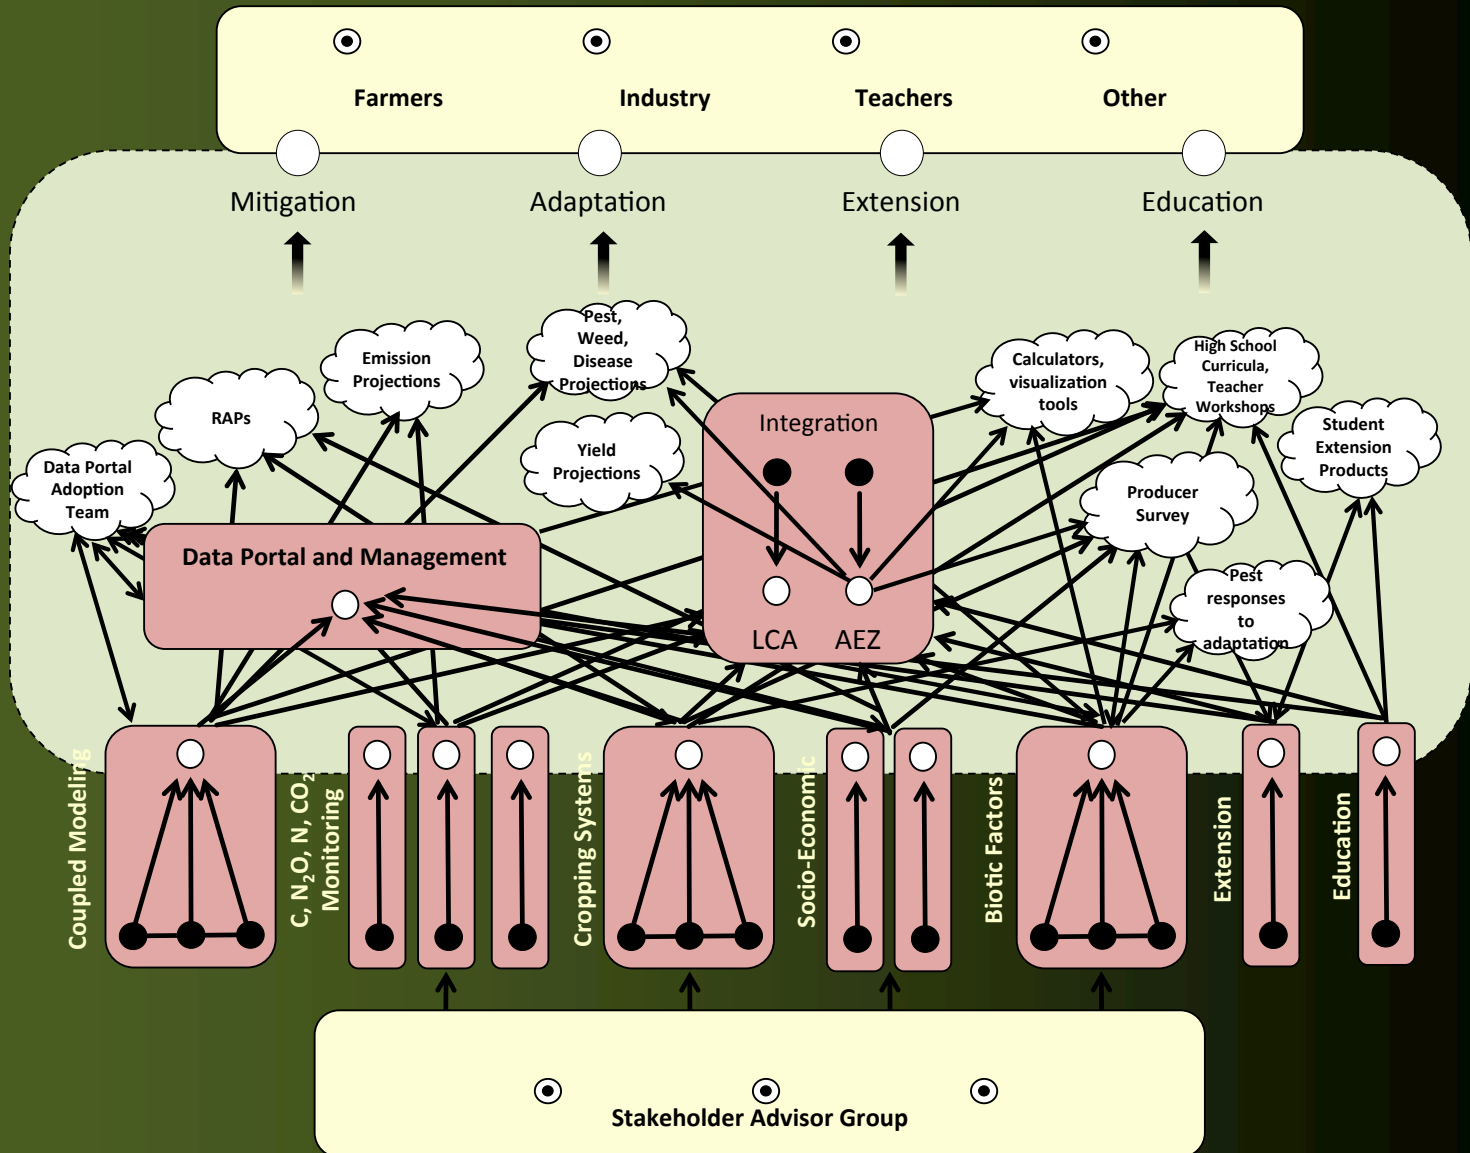 Farmers
Industry
Teachers
Other
Mitigation
Adaptation
Extension
Education
Pest,
Weed,
Disease
Projections
Emission
Projections
RAPs
Data Portal
Adoption
Team
Yield
Projections
Integration
LCA
AEZ
Calculators,
visualization
tools
High School
Curricula,
Teacher
Workshops
Student
Extension
Products
Producer
Survey
Pest
responses
to
adaptation
Data Portal and Management
Coupled Modeling
C, N₂O, N, CO₂
Monitoring
Cropping Systems
Socio-Economic
Biotic Factors
Extension
Education
Stakeholder Advisor Group